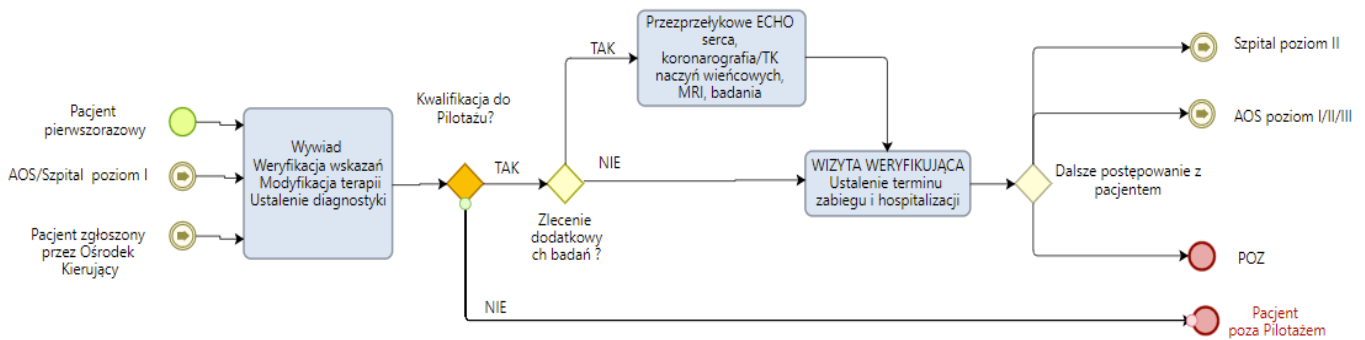 Pacjent
pierwszorazowy
AOS/Szpital poziom I
Pacjent zgłoszony
przez Ośrodek
Kierujący
Wywiad
Weryfikacja wskazań
Modyfikacja terapii
Ustalenie diagnostyki
Kwalifikacja do
Pilotażu?
TAK
NIE
Zlecenie
dodatkowy
ch badań ?
TAK
NIE
Przezprzełykowe ECHO
serca,
koronarografia/TK
naczyń wieńcowych,
MRI, badania
WIZYTA WERYFIKUJĄCA
Ustalenie terminu
zabiegu i hospitalizacji
Dalsze postępowanie z
pacjentem
Szpital poziom II
AOS poziom I/II/III
POZ
Pacjent
poza Pilotażem